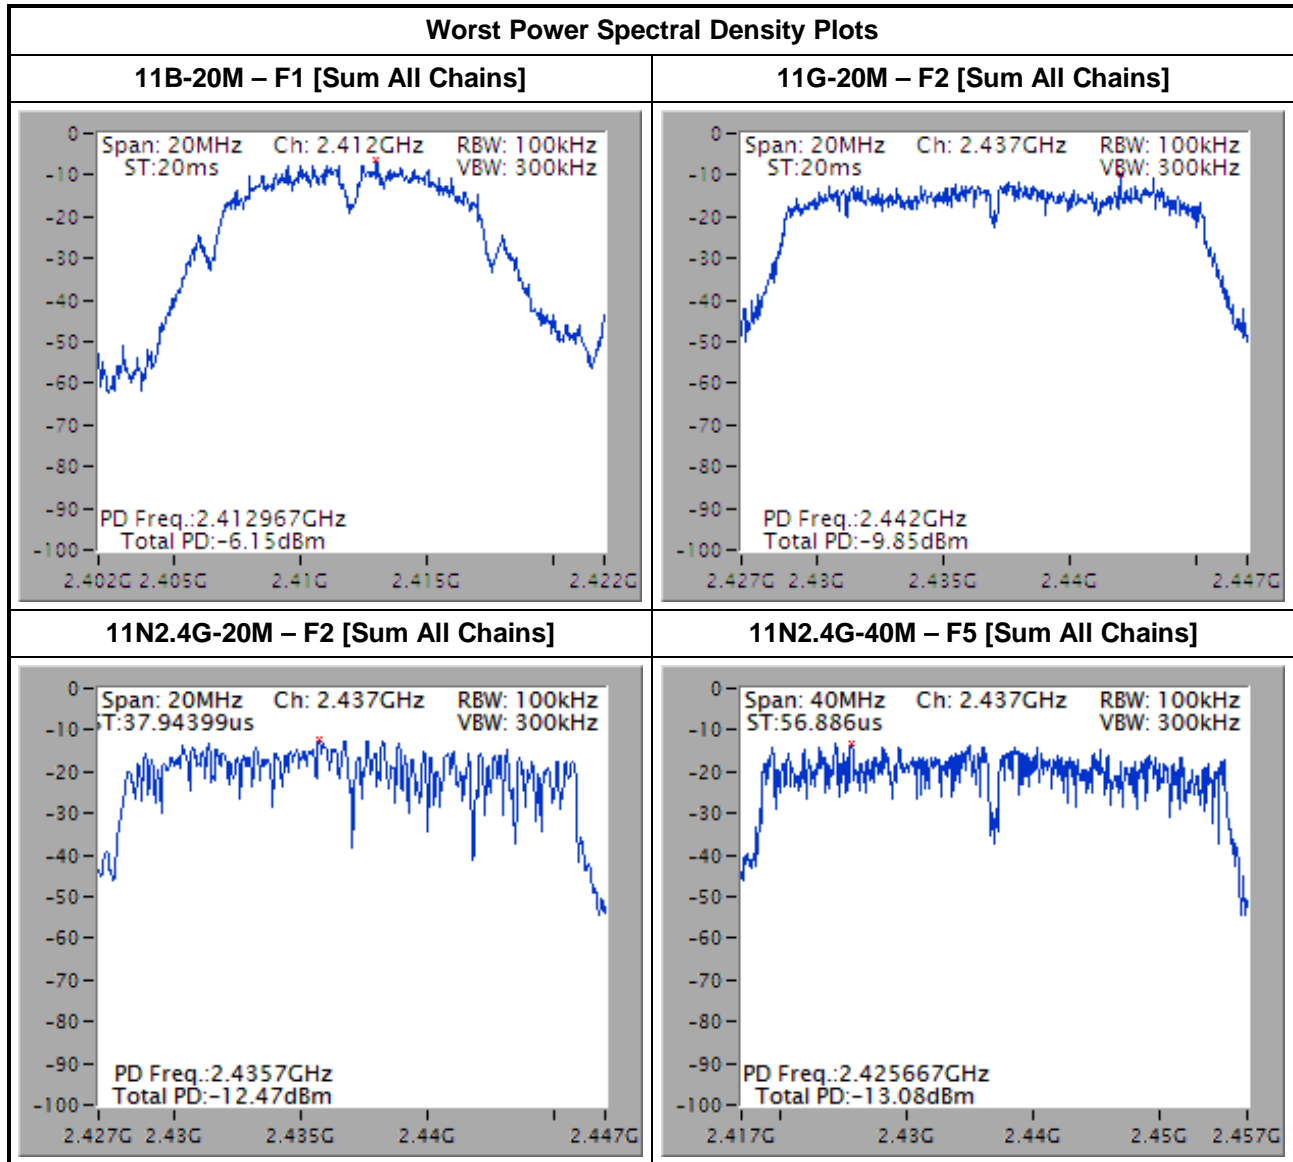 Worst Power Spectral Density Plots
11B-20M – F1 [Sum All Chains]
11G-20M – F2 [Sum All Chains]
Span: 20MHz Ch: 2.412GHz RBW: 100kHz
ST:20ms VBW: 300kHz
0
-10
-20
-30
-40
-50
-60
-70
-80
-90
-100
PD Freq.:2.412967GHz
Total PD:-6.15dBm
2.402G 2.405G 2.41G 2.415G 2.422G
Span: 20MHz Ch: 2.437GHz RBW: 100kHz
ST:20ms VBW: 300kHz
0
-10
-20
-30
-40
-50
-60
-70
-80
-90
-100
PD Freq.:2.442GHz
Total PD:-9.85dBm
2.427G 2.43G 2.435G 2.44G 2.447G
11N2.4G-20M – F2 [Sum All Chains]
11N2.4G-40M – F5 [Sum All Chains]
Span: 20MHz Ch: 2.437GHz RBW: 100kHz
ST:37.94399us VBW: 300kHz
0
-10
-20
-30
-40
-50
-60
-70
-80
-90
-100
PD Freq.:2.4357GHz
Total PD:-12.47dBm
2.427G 2.43G 2.435G 2.44G 2.447G
Span: 40MHz Ch: 2.437GHz RBW: 100kHz
ST:56.886us VBW: 300kHz
0
-10
-20
-30
-40
-50
-60
-70
-80
-90
-100
PD Freq.:2.425667GHz
Total PD:-13.08dBm
2.417G 2.43G 2.44G 2.45G 2.457G